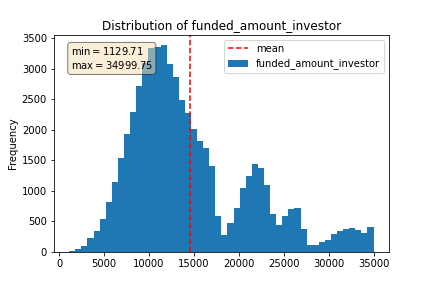 Distribution of funded_amount_investor
min = 1129.71
max = 34999.75
mean
funded_amount_investor
Frequency
3500
3000
2500
2000
1500
1000
500
0
0 5000 10000 15000 20000 25000 30000 35000